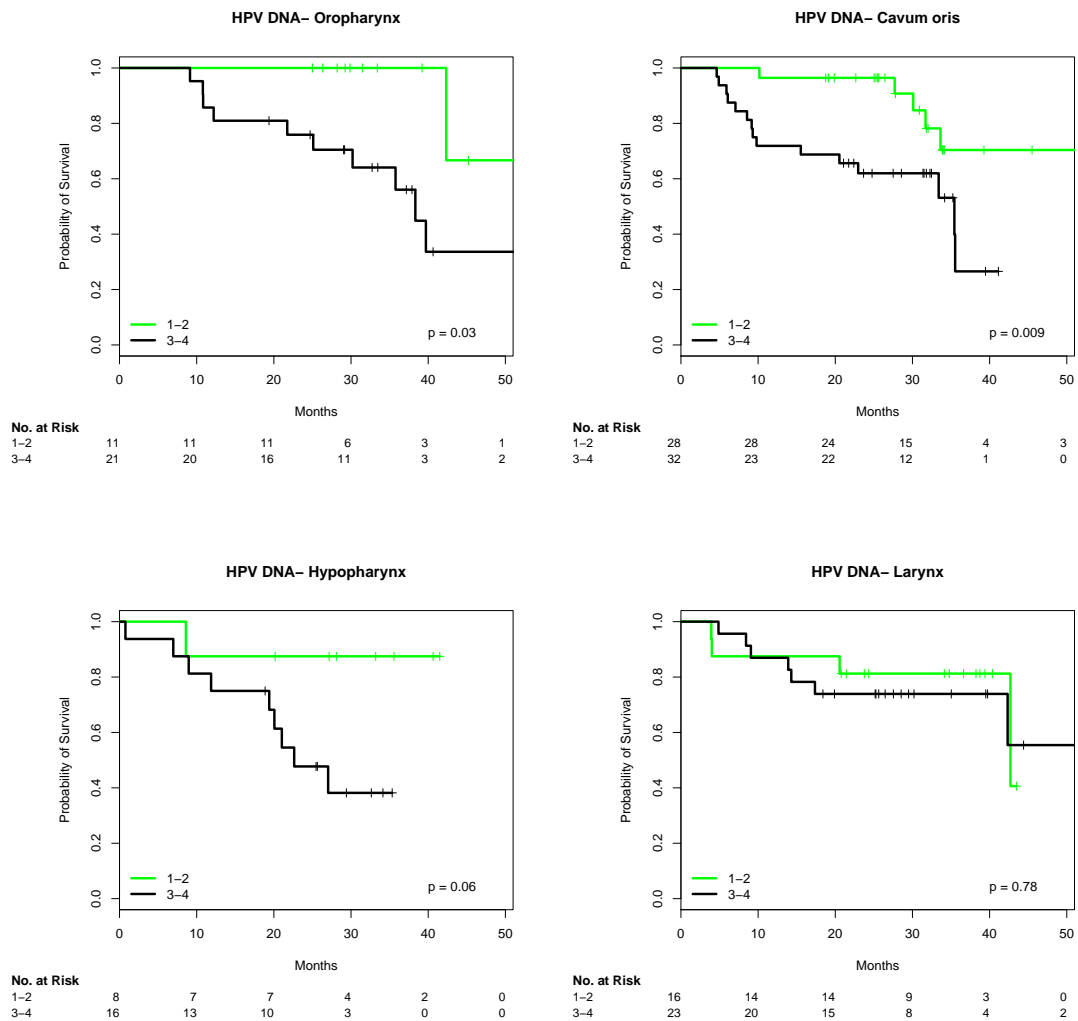 HPV DNA− Oropharynx
Probability of Survival
1.0
0.8
0.6
0.4
0.2
0.0
1−2
3−4
p = 0.03
0 10 20 30 40 50
Months
No. at Risk
1−2 11 11 11 6 3 1
3−4 21 20 16 11 3 2
HPV DNA− Cavum oris
Probability of Survival
1.0
0.8
0.6
0.4
0.2
0.0
1−2
3−4
p = 0.009
0 10 20 30 40 50
Months
No. at Risk
1−2 28 28 24 15 4 3
3−4 32 23 22 12 1 0
HPV DNA− Hypopharynx
Probability of Survival
1.0
0.8
0.6
0.4
0.2
0.0
1−2
3−4
p = 0.06
0 10 20 30 40 50
Months
No. at Risk
1−2 8 7 7 4 2 0
3−4 16 13 10 3 0 0
HPV DNA− Larynx
Probability of Survival
1.0
0.8
0.6
0.4
0.2
0.0
1−2
3−4
p = 0.78
0 10 20 30 40 50
Months
No. at Risk
1−2 16 14 14 9 3 0
3−4 23 20 15 8 4 2